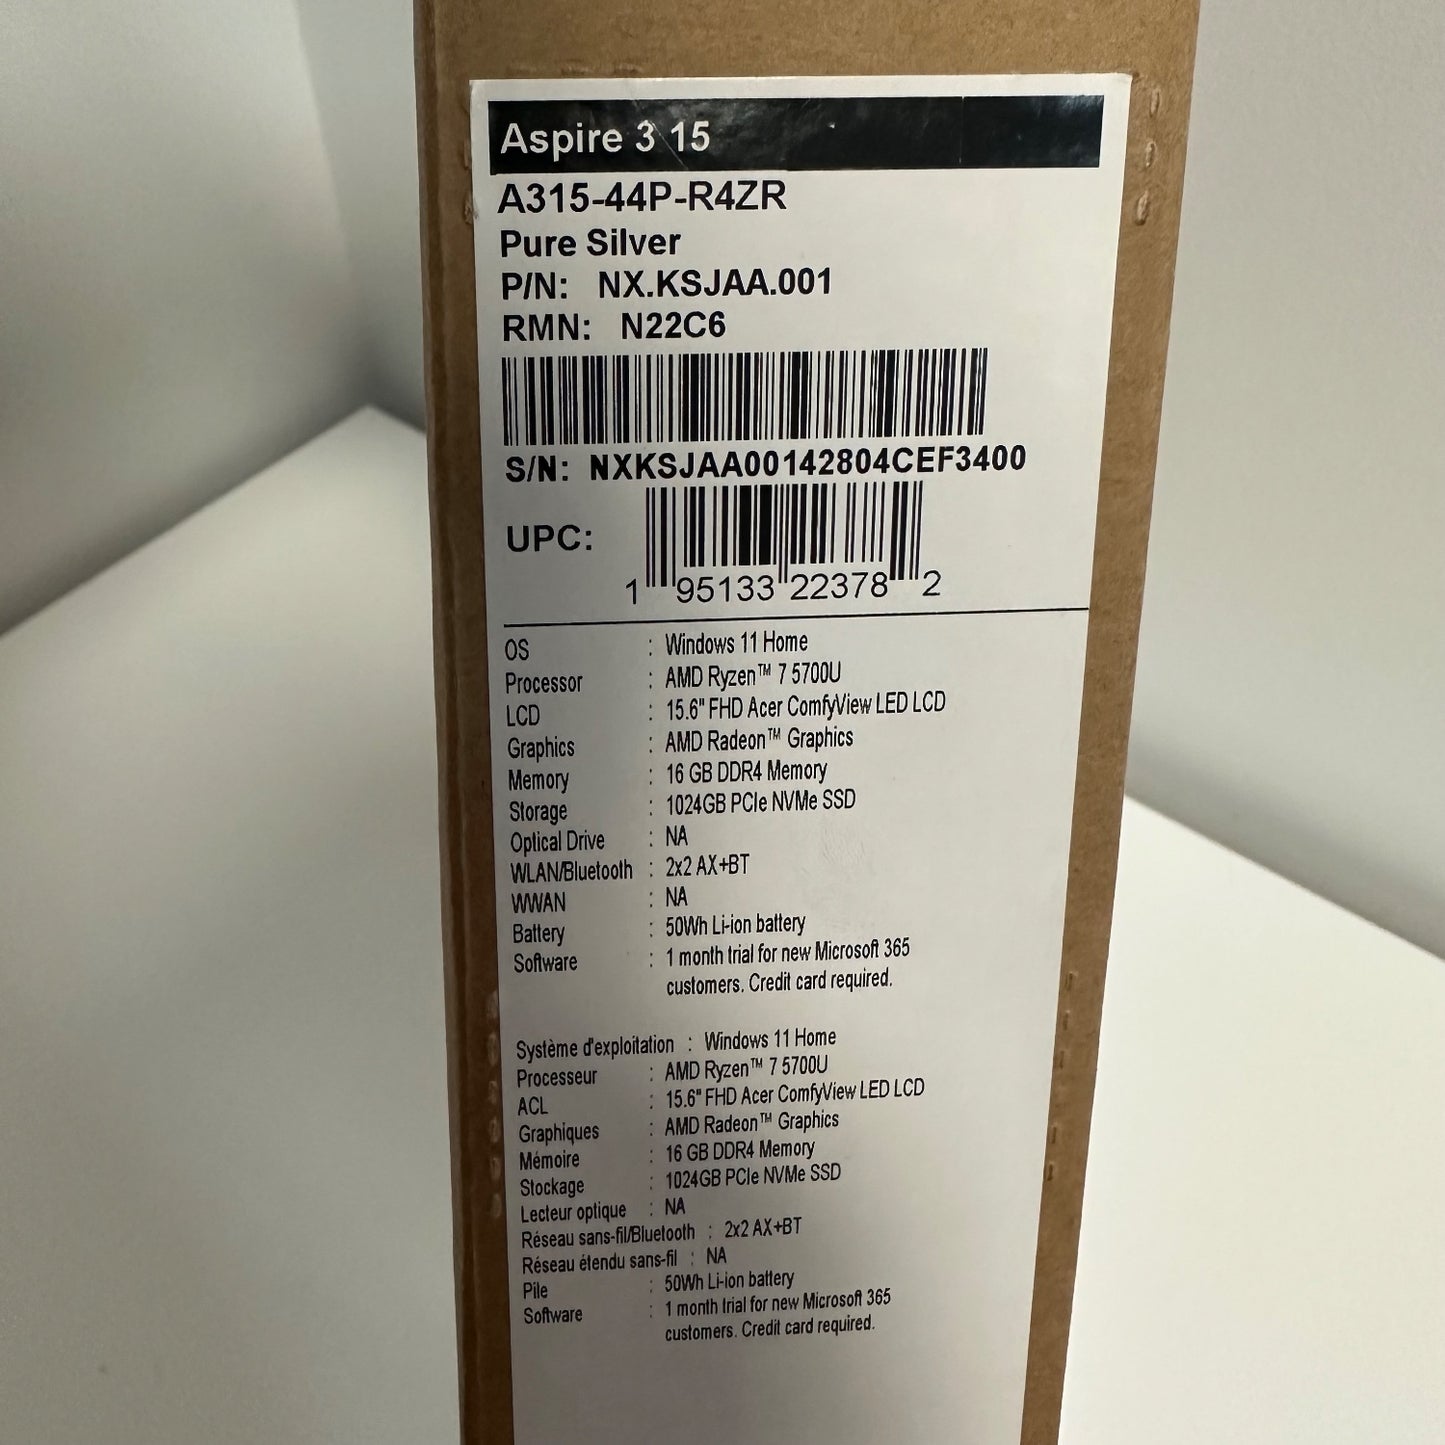 Aspire 3 15
A315-44P-R4ZR
Pure Silver
P/N: NX.KSJAA.001
RMN: N22C6
S/N: NXKSJAA00142804CEF3400
UPC:
1 95133 22378 2
OS : Windows 11 Home
Processor : AMD Ryzen™ 7 5700U
LCD : 15.6" FHD Acer ComfyView LED LCD
Graphics : AMD Radeon™ Graphics
Memory : 16 GB DDR4 Memory
Storage : 1024GB PCIe NVMe SSD
Optical Drive : NA
WLAN/Bluetooth : 2x2 AX+BT
WWAN : NA
Battery : 50Wh Li-ion battery
Software : 1 month trial for new Microsoft 365
customers. Credit card required.
Système d'exploitation : Windows 11 Home
Processeur : AMD Ryzen™ 7 5700U
ACL : 15.6" FHD Acer ComfyView LED LCD
Graphiques : AMD Radeon™ Graphics
Mémoire : 16 GB DDR4 Memory
Stockage : 1024GB PCIe NVMe SSD
Lecteur optique : NA
Réseau sans-fil/Bluetooth : 2x2 AX+BT
Réseau étendu sans-fil : NA
Pile : 50Wh Li-ion battery
Software : 1 month trial for new Microsoft 365
customers. Credit card required.